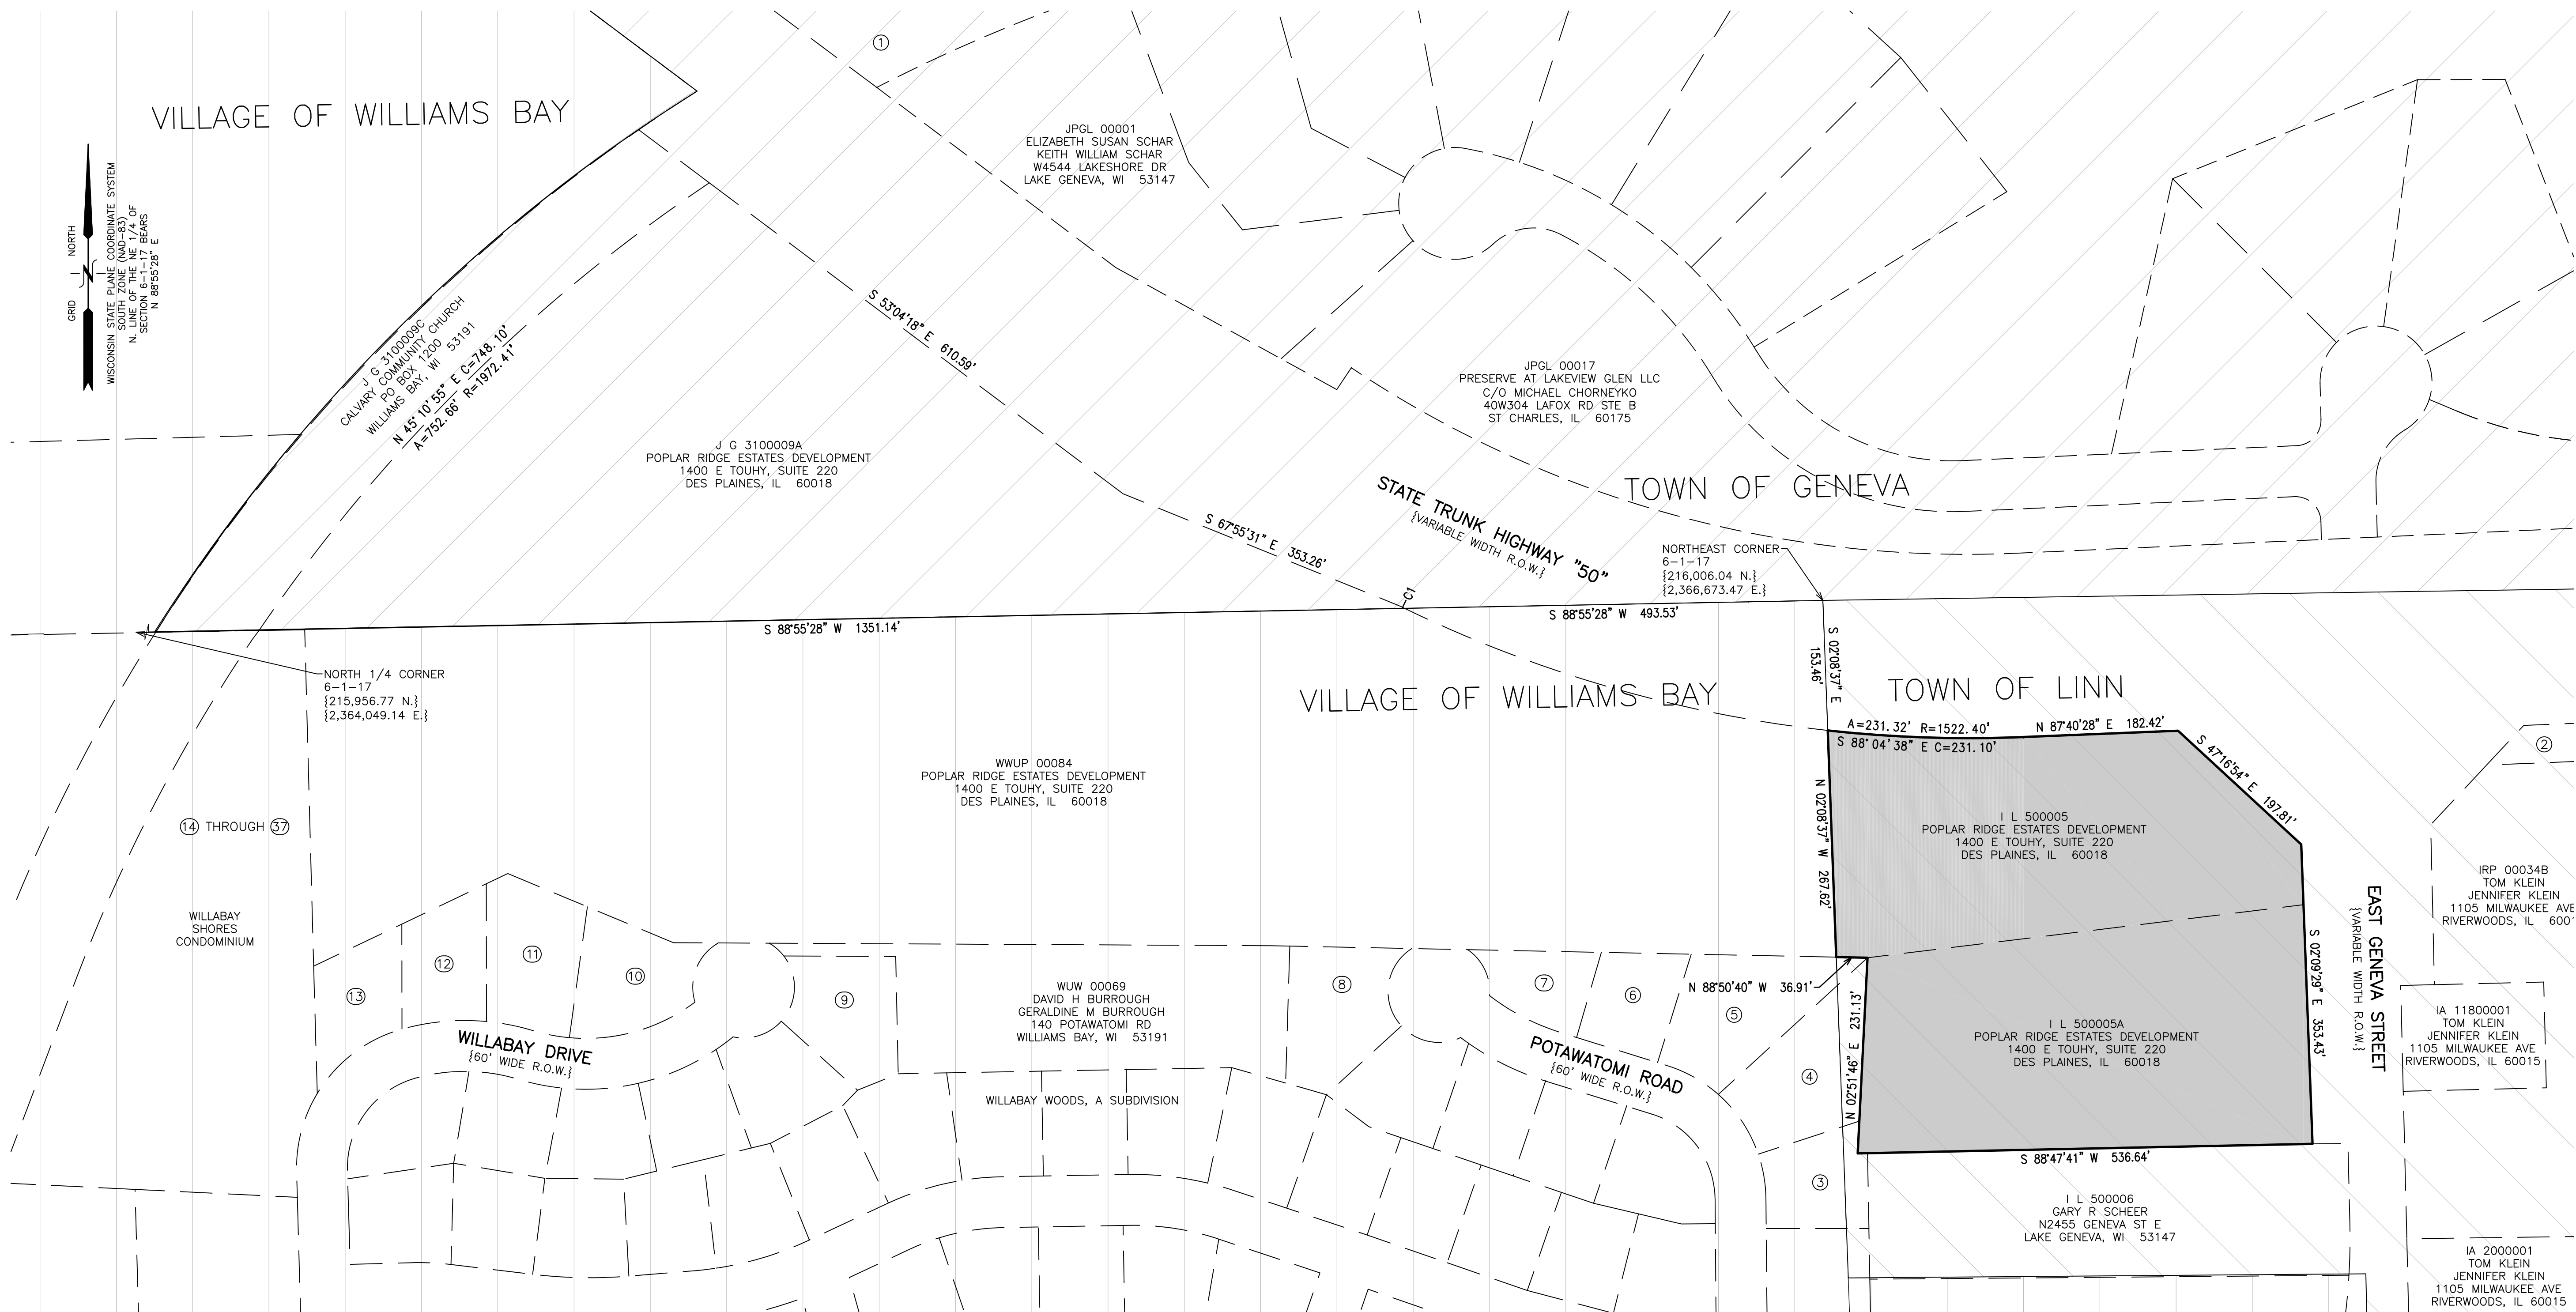 ①
VILLAGE OF WILLIAMS BAY
GRID NORTH
WISCONSIN STATE PLANE COORDINATE SYSTEM
SOUTH ZONE (NAD-83)
N. LINE OF THE NE 1/4 OF
SECTION 6-1-17 BEARS
N 88°55'28" E
JPGL 00001
ELIZABETH SUSAN SCHAR
KEITH WILLIAM SCHAR
W4544 LAKESHORE DR
LAKE GENEVA, WI 53147
J G 3100009C
CALVARY COMMUNITY CHURCH
PO BOX 1200
WILLIAMS BAY, WI 53191
N 45°10'55" E C=748.10'
A=752.66' R=1972.41'
S 53°04'18" E 610.59'
J G 3100009A
POPLAR RIDGE ESTATES DEVELOPMENT
1400 E TOUHY, SUITE 220
DES PLAINES, IL 60018
JPGL 00017
PRESERVE AT LAKEVIEW GLEN LLC
C/O MICHAEL CHORNEYKO
40W304 LAFOX RD STE B
ST CHARLES, IL 60175
TOWN OF GENEVA
STATE TRUNK HIGHWAY "50"
{VARIABLE WIDTH R.O.W.}
S 67°55'31" E 353.26'
C1
NORTHEAST CORNER
6-1-17
{216,006.04 N.}
{2,366,673.47 E.}
S 88°55'28" W 1351.14'
S 88°55'28" W 493.53'
NORTH 1/4 CORNER
6-1-17
{215,956.77 N.}
{2,364,049.14 E.}
S 02°08'37" E
153.46'
VILLAGE OF WILLIAMS BAY
TOWN OF LINN
A=231.32' R=1522.40'
S 88°04'38" E C=231.10'
N 87°40'28" E 182.42'
S 47°16'54" E 197.81'
②
WWUP 00084
POPLAR RIDGE ESTATES DEVELOPMENT
1400 E TOUHY, SUITE 220
DES PLAINES, IL 60018
N 02°08'37" W 267.62'
I L 500005
POPLAR RIDGE ESTATES DEVELOPMENT
1400 E TOUHY, SUITE 220
DES PLAINES, IL 60018
⑭ THROUGH ㊲
WILLABAY
SHORES
CONDOMINIUM
IRP 00034B
TOM KLEIN
JENNIFER KLEIN
1105 MILWAUKEE AVE
RIVERWOODS, IL 6001
EAST GENEVA STREET
{VARIABLE WIDTH R.O.W.}
S 02°09'29" E 353.43'
⑬
⑫
⑪
⑩
⑨
⑧
⑦
⑥
⑤
④
③
WUW 00069
DAVID H BURROUGH
GERALDINE M BURROUGH
140 POTAWATOMI RD
WILLIAMS BAY, WI 53191
N 88°50'40" W 36.91'
N 02°51'46" E 231.13'
WILLABAY DRIVE
{60' WIDE R.O.W.}
POTAWATOMI ROAD
{60' WIDE R.O.W.}
WILLABAY WOODS, A SUBDIVISION
I L 500005A
POPLAR RIDGE ESTATES DEVELOPMENT
1400 E TOUHY, SUITE 220
DES PLAINES, IL 60018
IA 11800001
TOM KLEIN
JENNIFER KLEIN
1105 MILWAUKEE AVE
RIVERWOODS, IL 60015
S 88°47'41" W 536.64'
I L 500006
GARY R SCHEER
N2455 GENEVA ST E
LAKE GENEVA, WI 53147
IA 2000001
TOM KLEIN
JENNIFER KLEIN
1105 MILWAUKEE AVE
RIVERWOODS, IL 60015